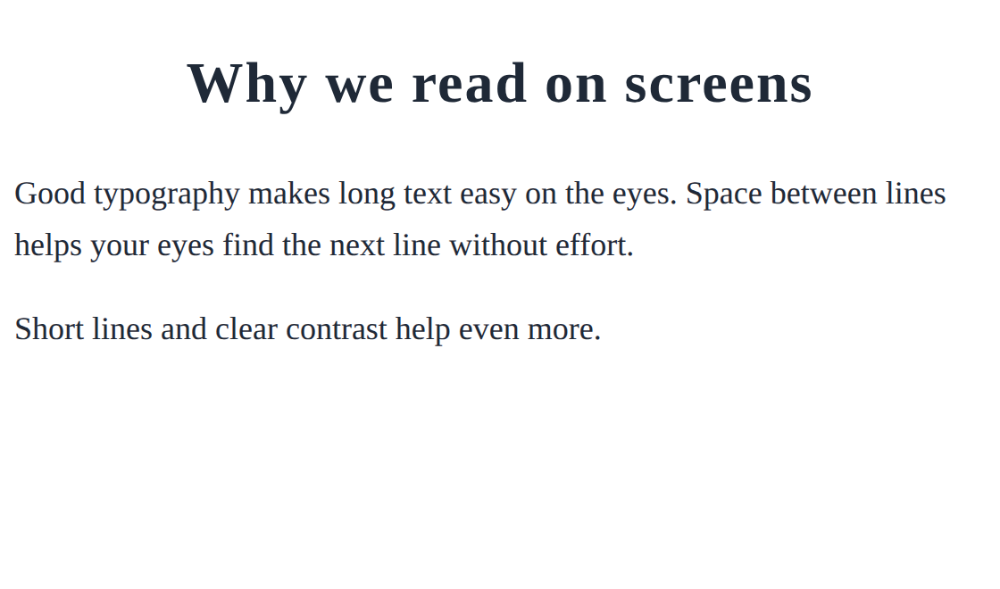 Why we read on screens
Good typography makes long text easy on the eyes. Space between lines
helps your eyes find the next line without effort.
Short lines and clear contrast help even more.